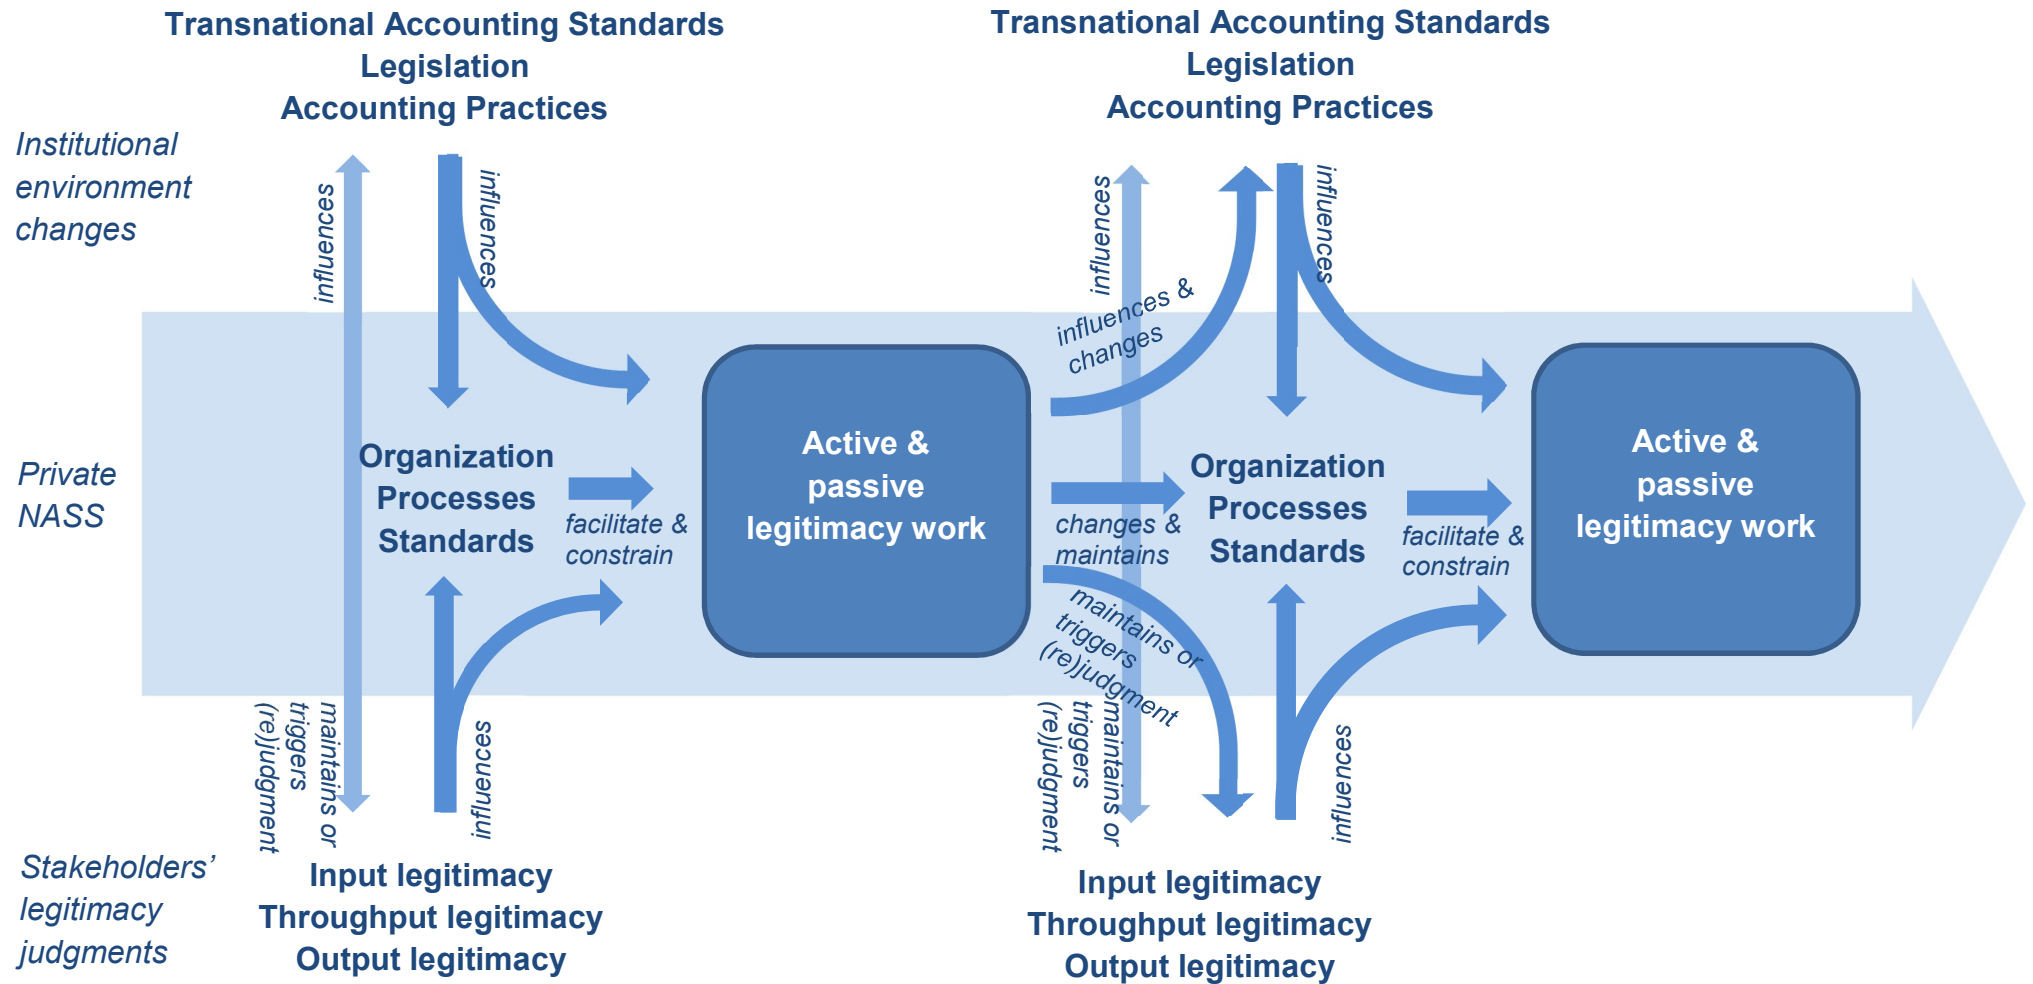 Transnational Accounting Standards
Legislation
Accounting Practices
Transnational Accounting Standards
Legislation
Accounting Practices
Institutional
environment
changes
influences
influences
influences
influences
influences &
changes
Private
NASS
Organization
Processes
Standards
facilitate &
constrain
Active &
passive
legitimacy work
changes &
maintains
Organization
Processes
Standards
facilitate &
constrain
Active &
passive
legitimacy work
maintains or
triggers
(re)judgment
maintains or
triggers
(re)judgment
influences
maintains or
triggers
(re)judgment
influences
Stakeholders’
legitimacy
judgments
Input legitimacy
Throughput legitimacy
Output legitimacy
Input legitimacy
Throughput legitimacy
Output legitimacy